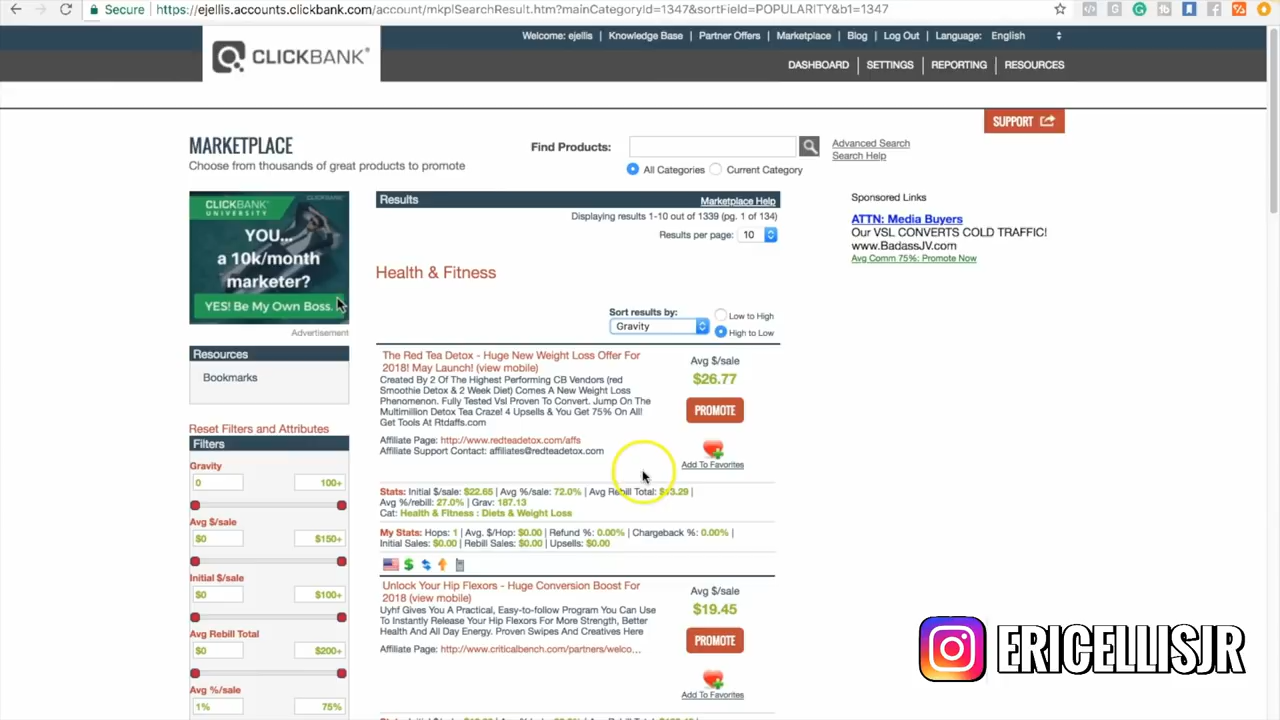 Secure https://ejellis.accounts.clickbank.com/account/mkplSearchResult.htm?mainCategoryId=1347&sortField=POPULARITY&b1=1347
Welcome: ejellis | Knowledge Base | Partner Offers | Marketplace | Blog | Log Out | Language: English
CLICKBANK®
DASHBOARD | SETTINGS | REPORTING | RESOURCES
SUPPORT
MARKETPLACE
Choose from thousands of great products to promote
Find Products:
Advanced Search
Search Help
All Categories Current Category
CLICKBANK UNIVERSITY
CLICKBANK
YOU...
a 10k/month
marketer?
YES! Be My Own Boss.
Advertisement
Resources
Bookmarks
Reset Filters and Attributes
Filters
Gravity
0 100+
Avg $/sale
$0 $150+
Initial $/sale
$0 $100+
Avg Rebill Total
$0 $200+
Avg %/sale
1% 75%
Results Marketplace Help
Displaying results 1-10 out of 1339 (pg. 1 of 134)
Results per page: 10
Health & Fitness
Sort results by:
Gravity
Low to High
High to Low
The Red Tea Detox - Huge New Weight Loss Offer For
2018! May Launch! (view mobile)
Created By 2 Of The Highest Performing CB Vendors (red
Smoothie Detox & 2 Week Diet) Comes A New Weight Loss
Phenomenon. Fully Tested Vsl Proven To Convert. Jump On The
Multimillion Detox Tea Craze! 4 Upsells & You Get 75% On All!
Get Tools At Rtdaffs.com
Affiliate Page: http://www.redteadetox.com/affs
Affiliate Support Contact: affiliates@redteadetox.com
Avg $/sale
$26.77
PROMOTE
Add To Favorites
Stats: Initial $/sale: $22.65 | Avg %/sale: 72.0% | Avg Rebill Total: $13.29 |
Avg %/rebill: 27.0% | Grav: 187.13
Cat: Health & Fitness : Diets & Weight Loss
My Stats: Hops: 1 | Avg. $/Hop: $0.00 | Refund %: 0.00% | Chargeback %: 0.00% |
Initial Sales: $0.00 | Rebill Sales: $0.00 | Upsells: $0.00
Unlock Your Hip Flexors - Huge Conversion Boost For
2018 (view mobile)
Uyhf Gives You A Practical, Easy-to-follow Program You Can Use
To Instantly Release Your Hip Flexors For More Strength, Better
Health And All Day Energy. Proven Swipes And Creatives Here
Affiliate Page: http://www.criticalbench.com/partners/welco...
Avg $/sale
$19.45
PROMOTE
Add To Favorites
Sponsored Links
ATTN: Media Buyers
Our VSL CONVERTS COLD TRAFFIC!
www.BadassJV.com
Avg Comm 75%: Promote Now
ERICELLISJR